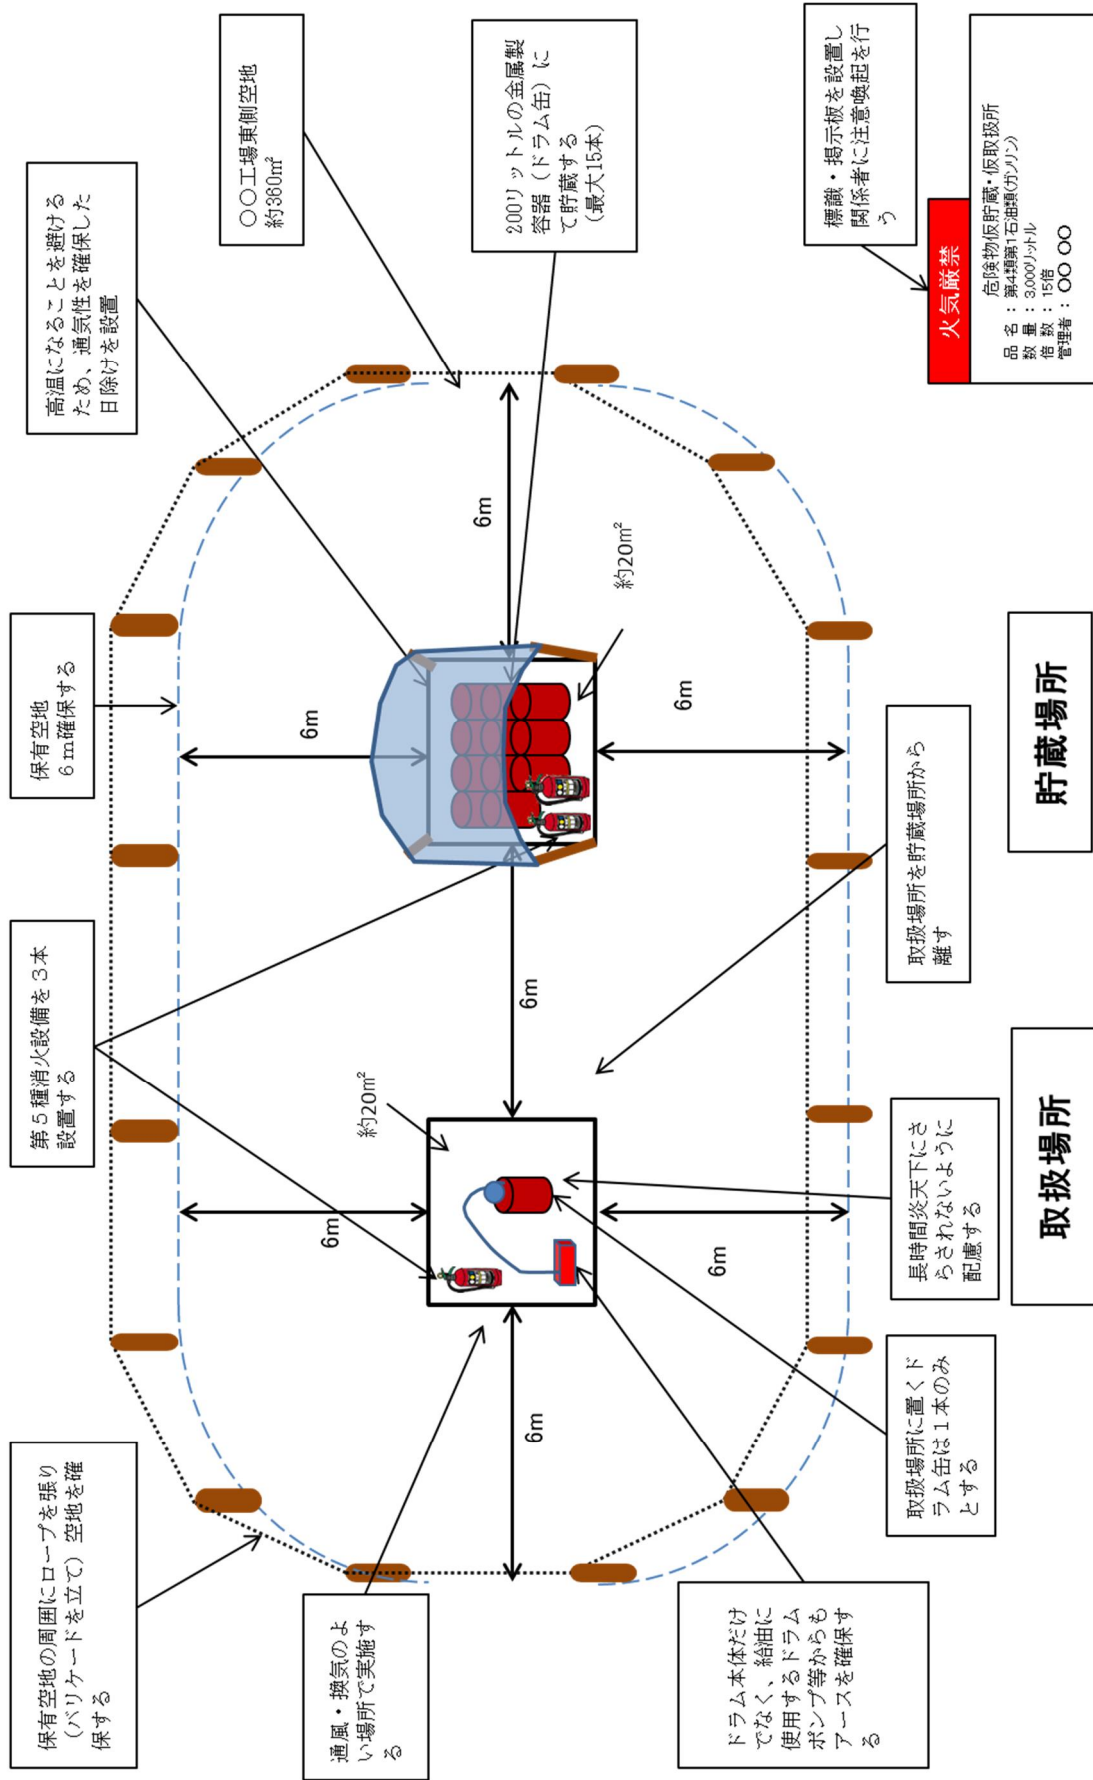 保有空地の周囲にロープを張り
（バリケードを立て）空地を確
保する
第５種消火設備を３本
設置する
保有空地
６ｍ確保する
高温になることを避ける
ため、通気性を確保した
日除けを設置
〇〇工場東側空地
約360㎡
200リットルの金属製
容器（ドラム缶）に
て貯蔵する
（最大15本）
通風・換気のよ
い場所で実施す
る
6m
6m
6m
6m
6m
6m
6m
約20㎡
約20㎡
ドラム本体だけ
でなく、給油に
使用するドラム
ポンプ等からも
アースを確保す
る
取扱場所に置くド
ラム缶は１本のみ
とする
長時間炎天下にさ
らされないように
配慮する
取扱場所を貯蔵場所から
離す
標識・掲示板を設置し
関係者に注意喚起を行
う
取扱場所
貯蔵場所
火気厳禁
危険物仮貯蔵・仮取扱所
品 名 ： 第4類第1石油類(ガソリン)
数 量 ： 3,000リットル
倍 数 ： 15倍
管理者 ： 〇〇 〇〇